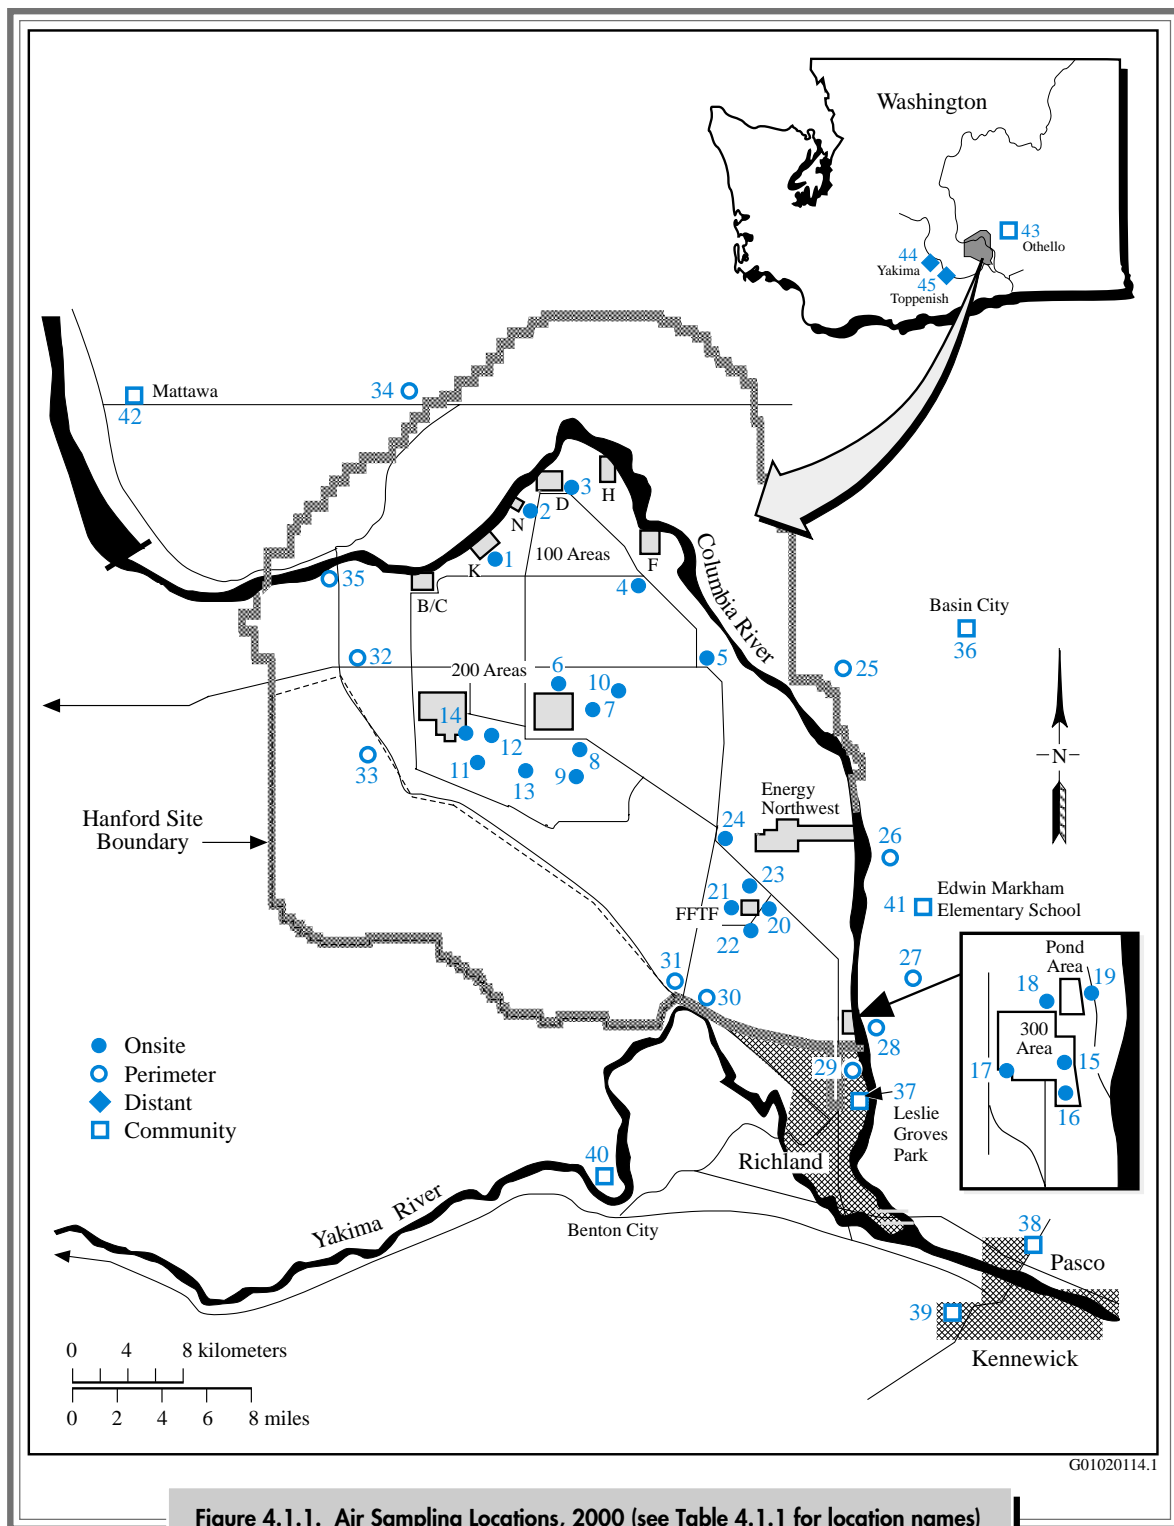 Washington
43
Othello
44
Yakima
45
Toppenish
34
Mattawa
42
3
D
H
2
N
100 Areas
1
K
F
Columbia River
35
B/C
4
Basin City
36
32
200 Areas
5
25
6
10
7
14
12
8
11
13
9
33
N
Hanford Site
Boundary
Energy
Northwest
24
26
23
21
FFTF
20
22
41
Edwin Markham
Elementary School
31
30
27
28
Pond
Area
18
19
300
Area
17
15
16
Onsite
Perimeter
Distant
Community
29
37
Leslie
Groves
Park
Richland
40
Yakima River
Benton City
38
Pasco
39
Kennewick
0 4 8 kilometers
0 2 4 6 8 miles
G01020114.1
Figure 4.1.1. Air Sampling Locations, 2000 (see Table 4.1.1 for location names)